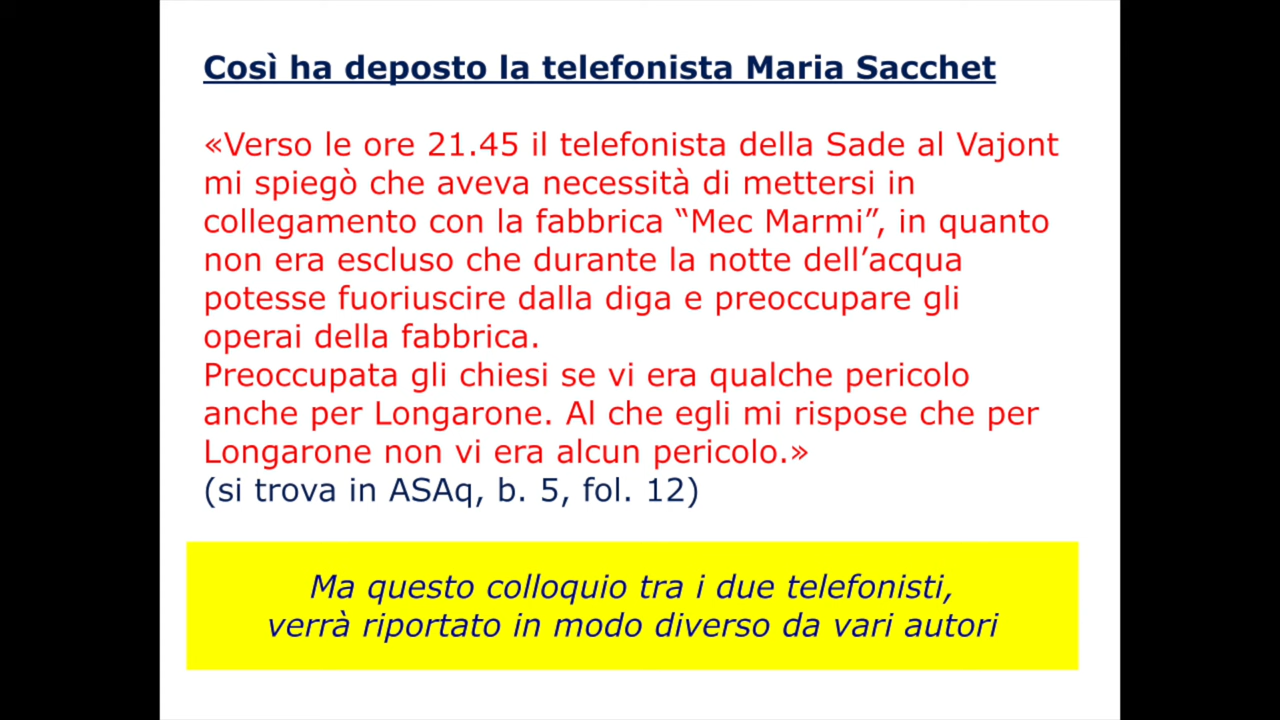 Così ha deposto la telefonista Maria Sacchet
«Verso le ore 21.45 il telefonista della Sade al Vajont
mi spiegò che aveva necessità di mettersi in
collegamento con la fabbrica “Mec Marmi”, in quanto
non era escluso che durante la notte dell’acqua
potesse fuoriuscire dalla diga e preoccupare gli
operai della fabbrica.
Preoccupata gli chiesi se vi era qualche pericolo
anche per Longarone. Al che egli mi rispose che per
Longarone non vi era alcun pericolo.»
(si trova in ASAq, b. 5, fol. 12)
Ma questo colloquio tra i due telefonisti,
verrà riportato in modo diverso da vari autori